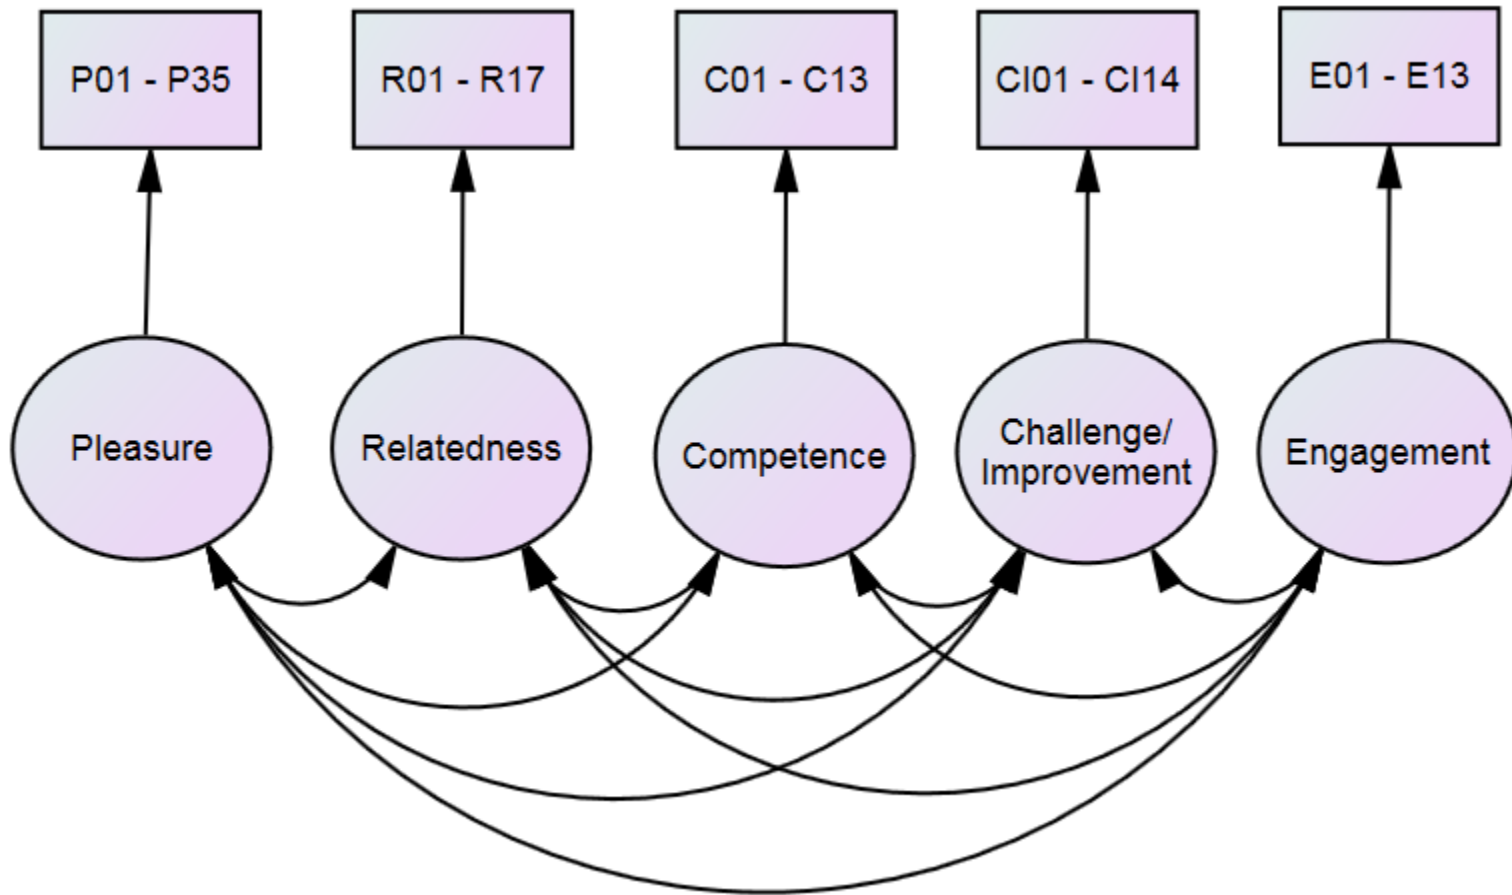 P01 - P35
R01 - R17
C01 - C13
CI01 - CI14
E01 - E13
Pleasure
Relatedness
Competence
Challenge/
Improvement
Engagement